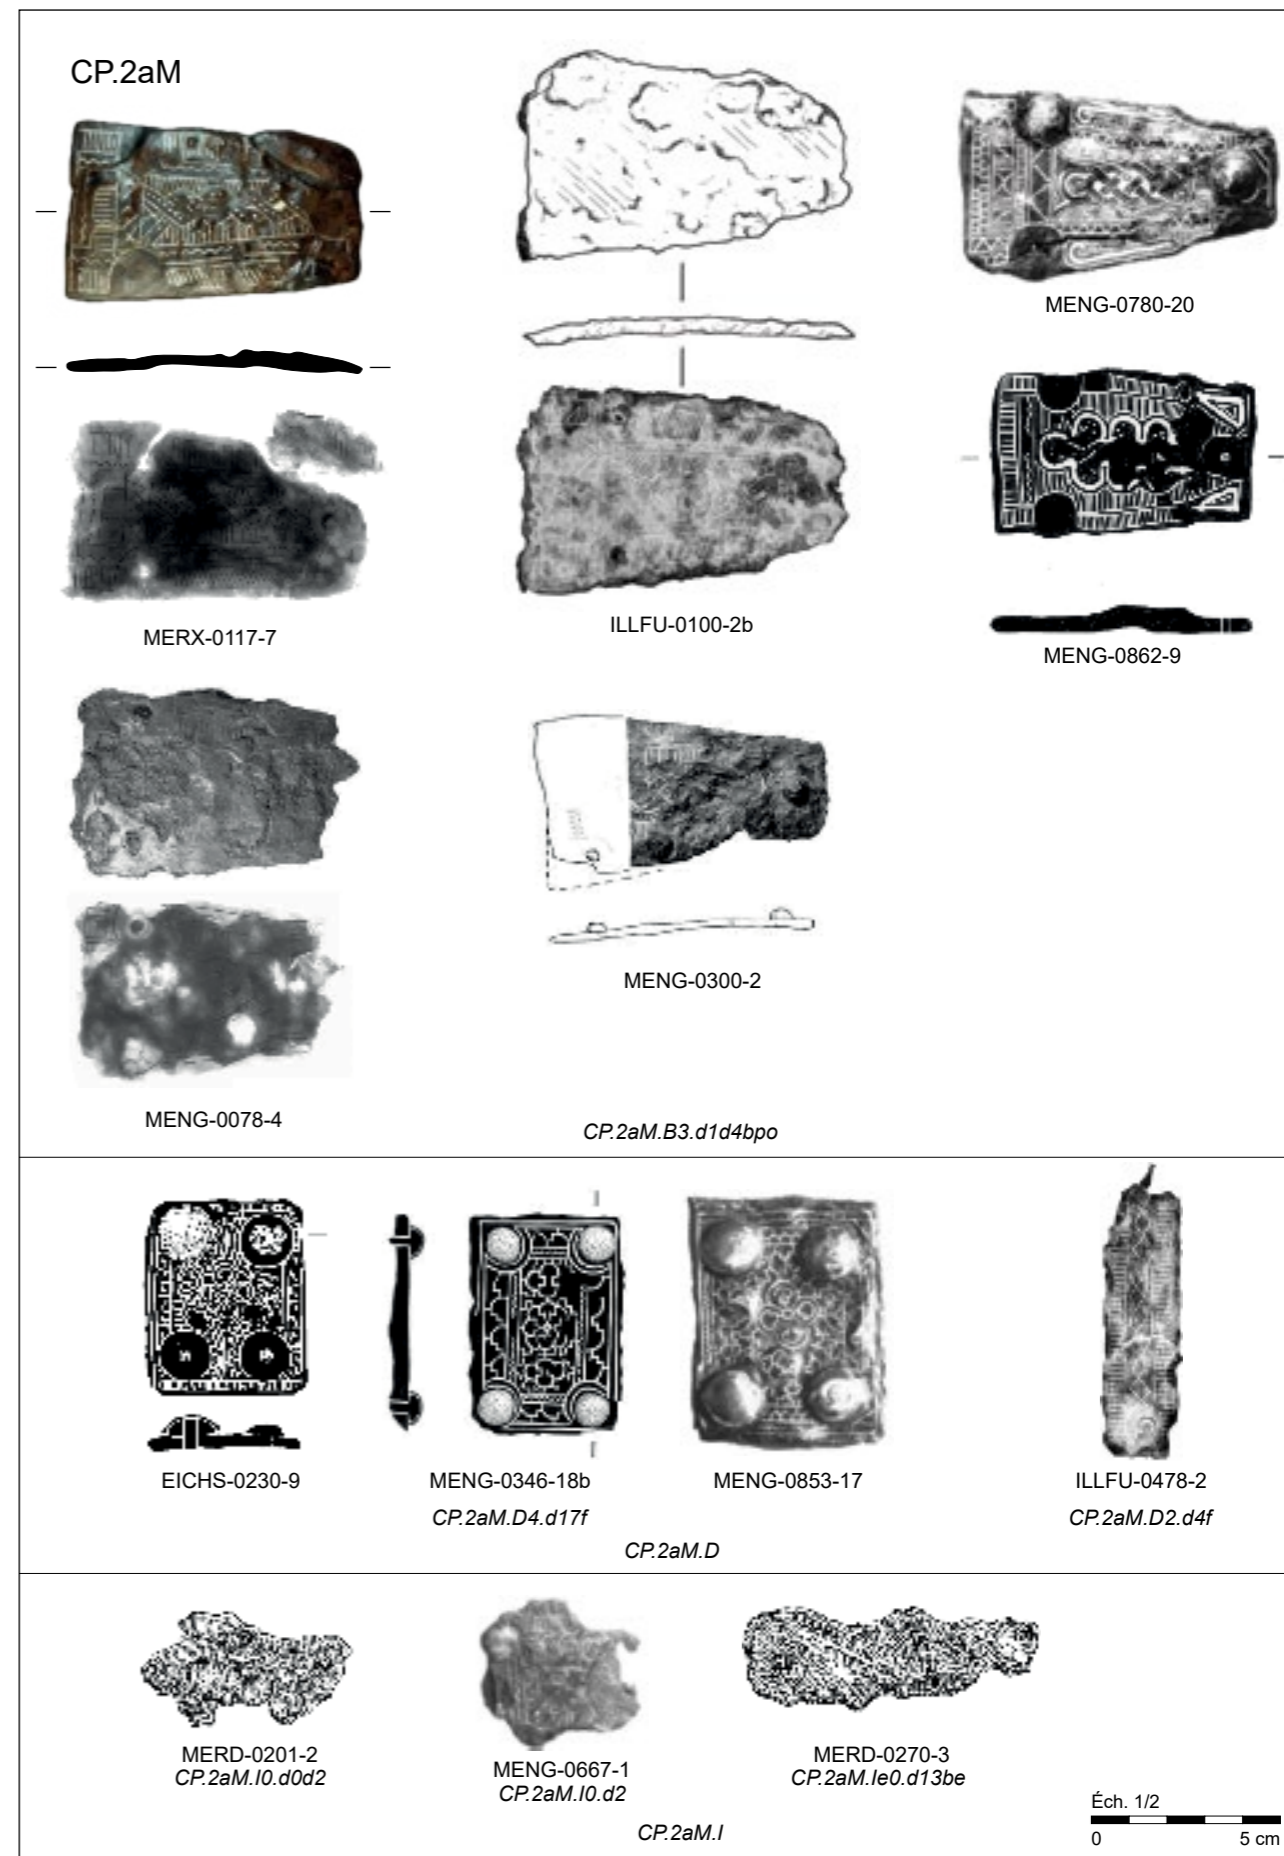 CP.2aM
MENG-0780-20
MERX-0117-7
ILLFU-0100-2b
MENG-0862-9
MENG-0300-2
MENG-0078-4
CP.2aM.B3.d1d4bpo
EICHS-0230-9
MENG-0346-18b
MENG-0853-17
ILLFU-0478-2
CP.2aM.D4.d17f
CP.2aM.D2.d4f
CP.2aM.D
MERD-0201-2
CP.2aM.I0.d0d2
MENG-0667-1
CP.2aM.I0.d2
MERD-0270-3
CP.2aM.Ie0.d13be
CP.2aM.I
Éch. 1/2
0 5 cm